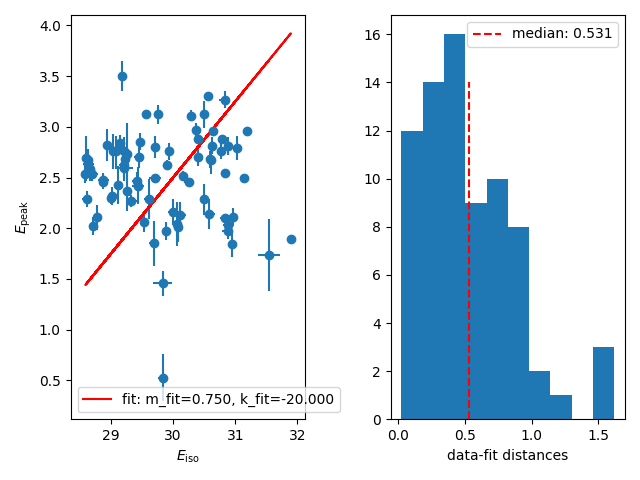 4.0
3.5
3.0
2.5
2.0
1.5
1.0
0.5
E_peak
29 30 31 32
E_iso
fit: m_fit=0.750, k_fit=-20.000
16
14
12
10
8
6
4
2
0
0.0 0.5 1.0 1.5
data-fit distances
median: 0.531